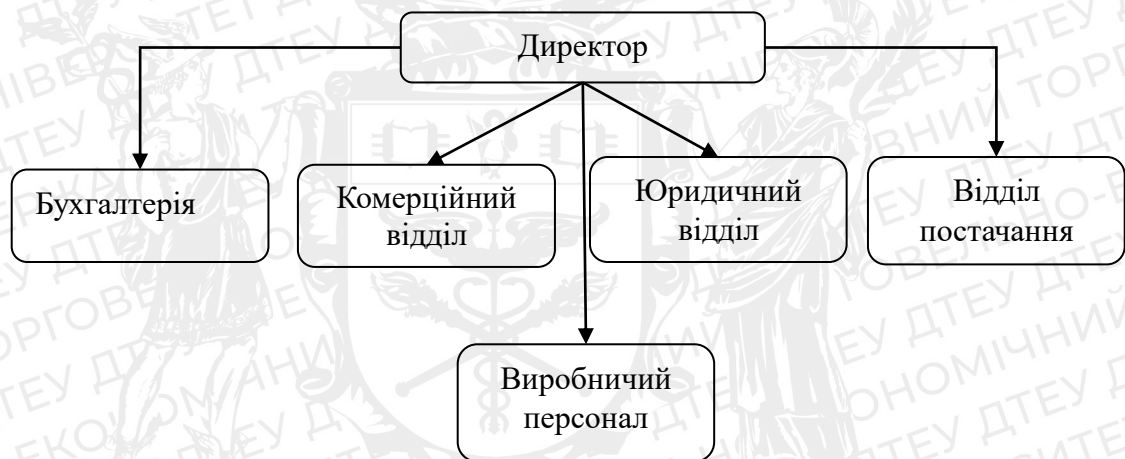 Директор
Бухгалтерія
Комерційний
відділ
Юридичний
відділ
Відділ
постачання
Виробничий
персонал